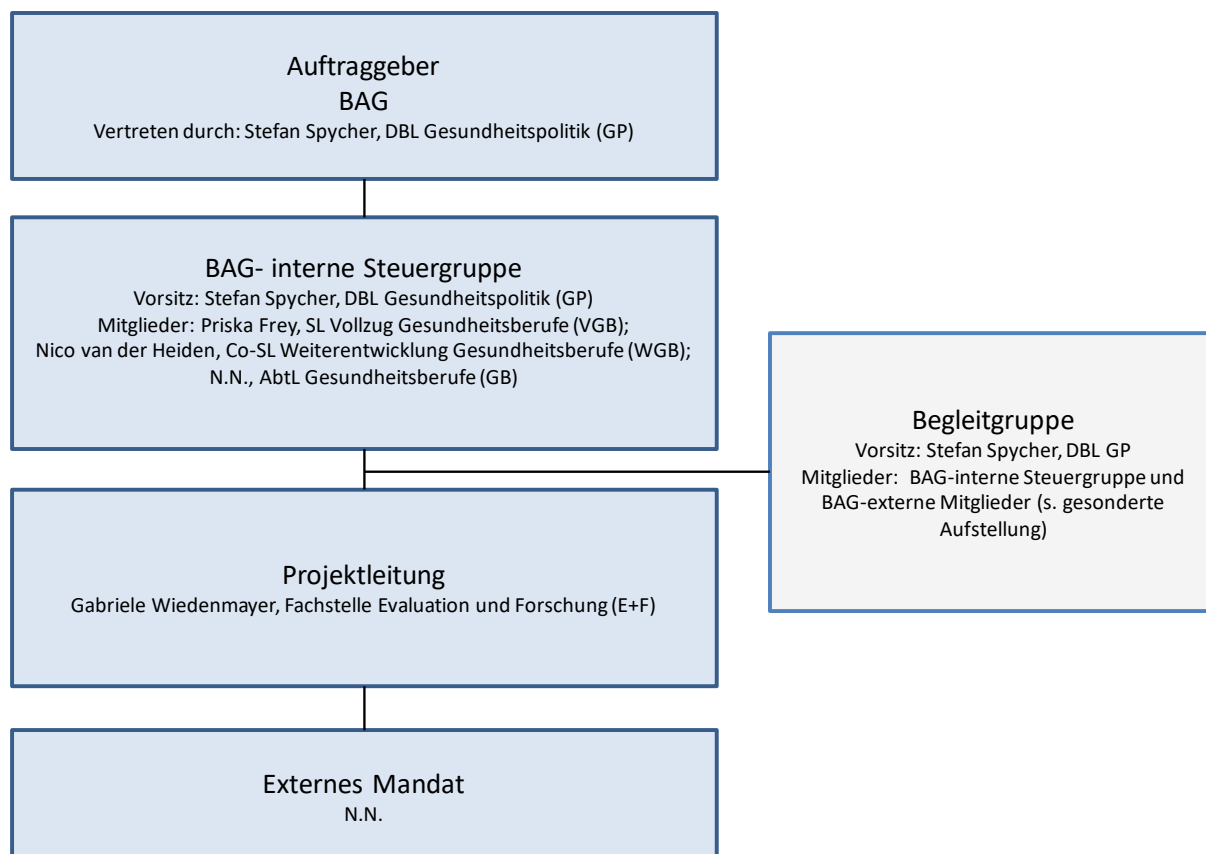 Auftraggeber
BAG
Vertreten durch: Stefan Spycher, DBL Gesundheitspolitik (GP)
BAG- interne Steuergruppe
Vorsitz: Stefan Spycher, DBL Gesundheitspolitik (GP)
Mitglieder: Priska Frey, SL Vollzug Gesundheitsberufe (VGB);
Nico van der Heiden, Co-SL Weiterentwicklung Gesundheitsberufe (WGB);
N.N., AbtL Gesundheitsberufe (GB)
Begleitgruppe
Vorsitz: Stefan Spycher, DBL GP
Mitglieder: BAG-interne Steuergruppe und
BAG-externe Mitglieder (s. gesonderte
Aufstellung)
Projektleitung
Gabriele Wiedenmayer, Fachstelle Evaluation und Forschung (E+F)
Externes Mandat
N.N.